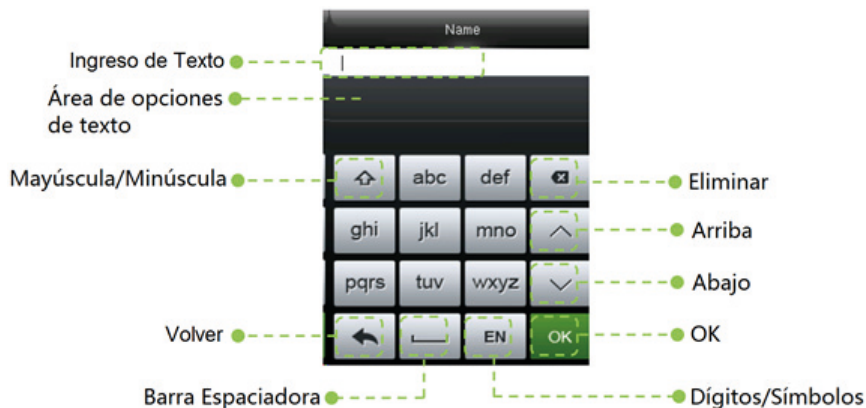 Name
Ingreso de Texto
Área de opciones
de texto
Mayúscula/Minúscula
abc def
Eliminar
ghi jkl mno
Arriba
pqrs tuv wxyz
Abajo
Volver
EN OK
OK
Barra Espaciadora
Dígitos/Símbolos